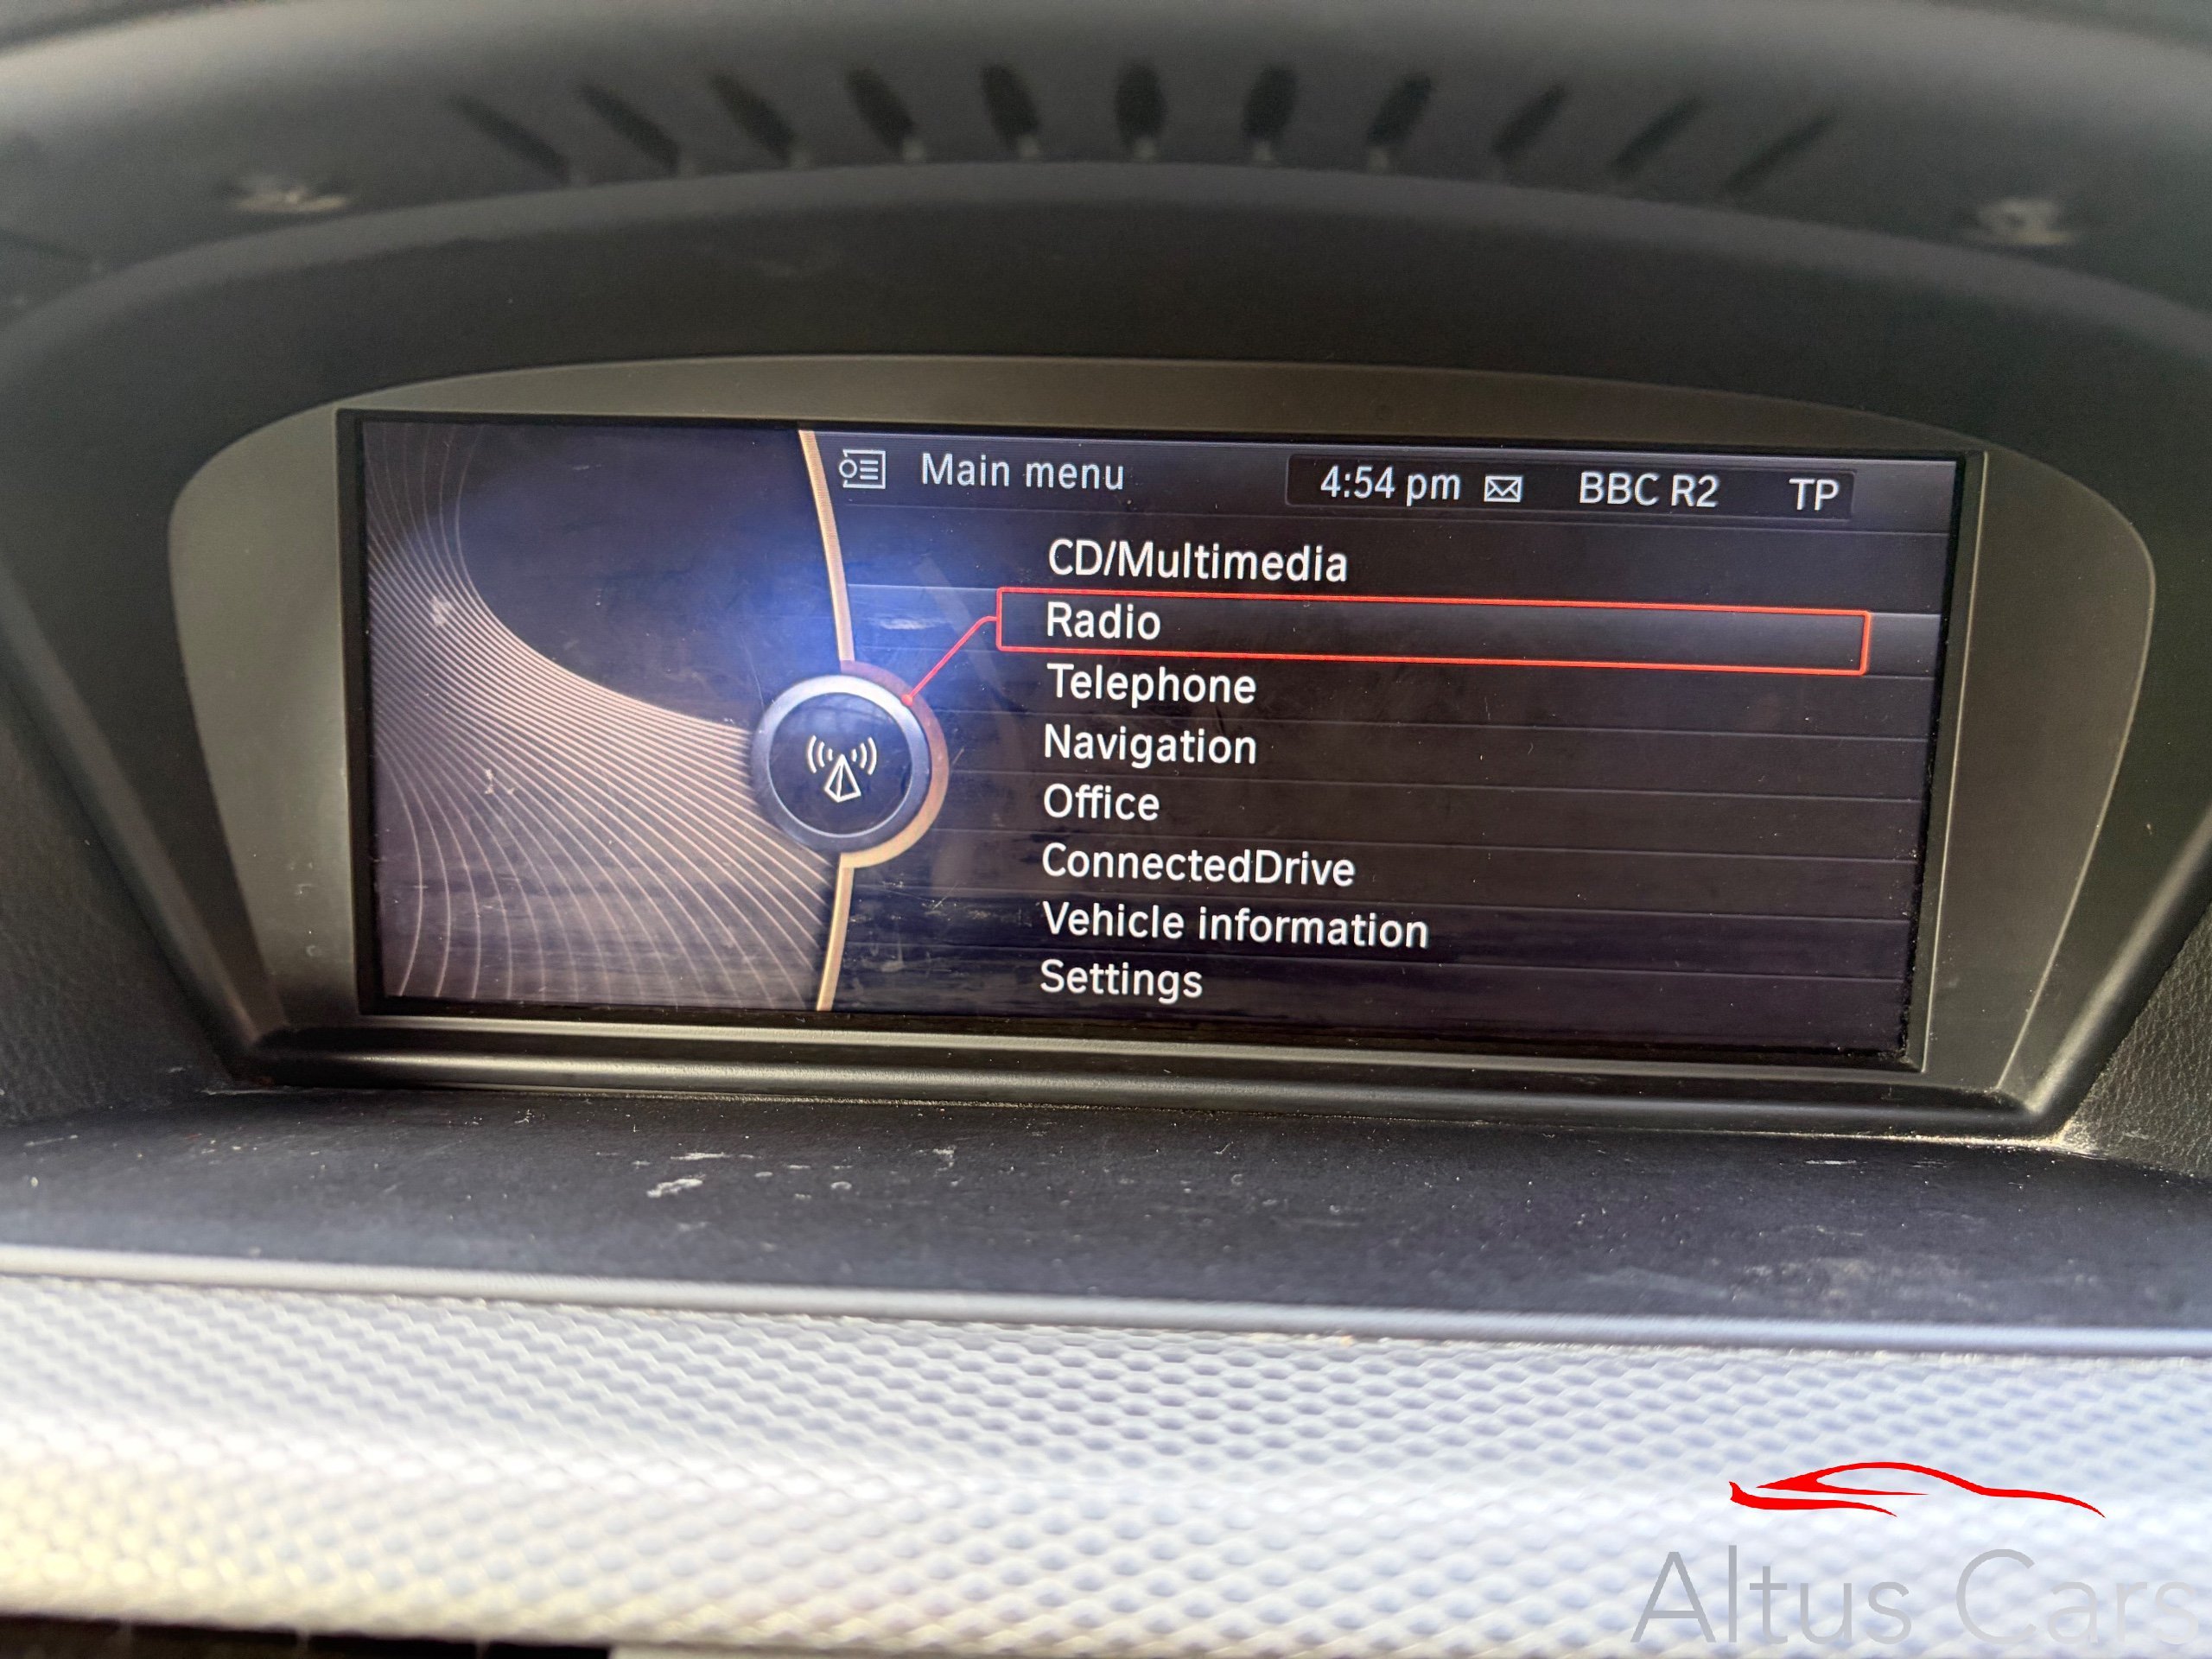 Main menu
4:54 pm BBC R2 TP
CD/Multimedia
Radio
Telephone
Navigation
Office
ConnectedDrive
Vehicle information
Settings
Altus Cars